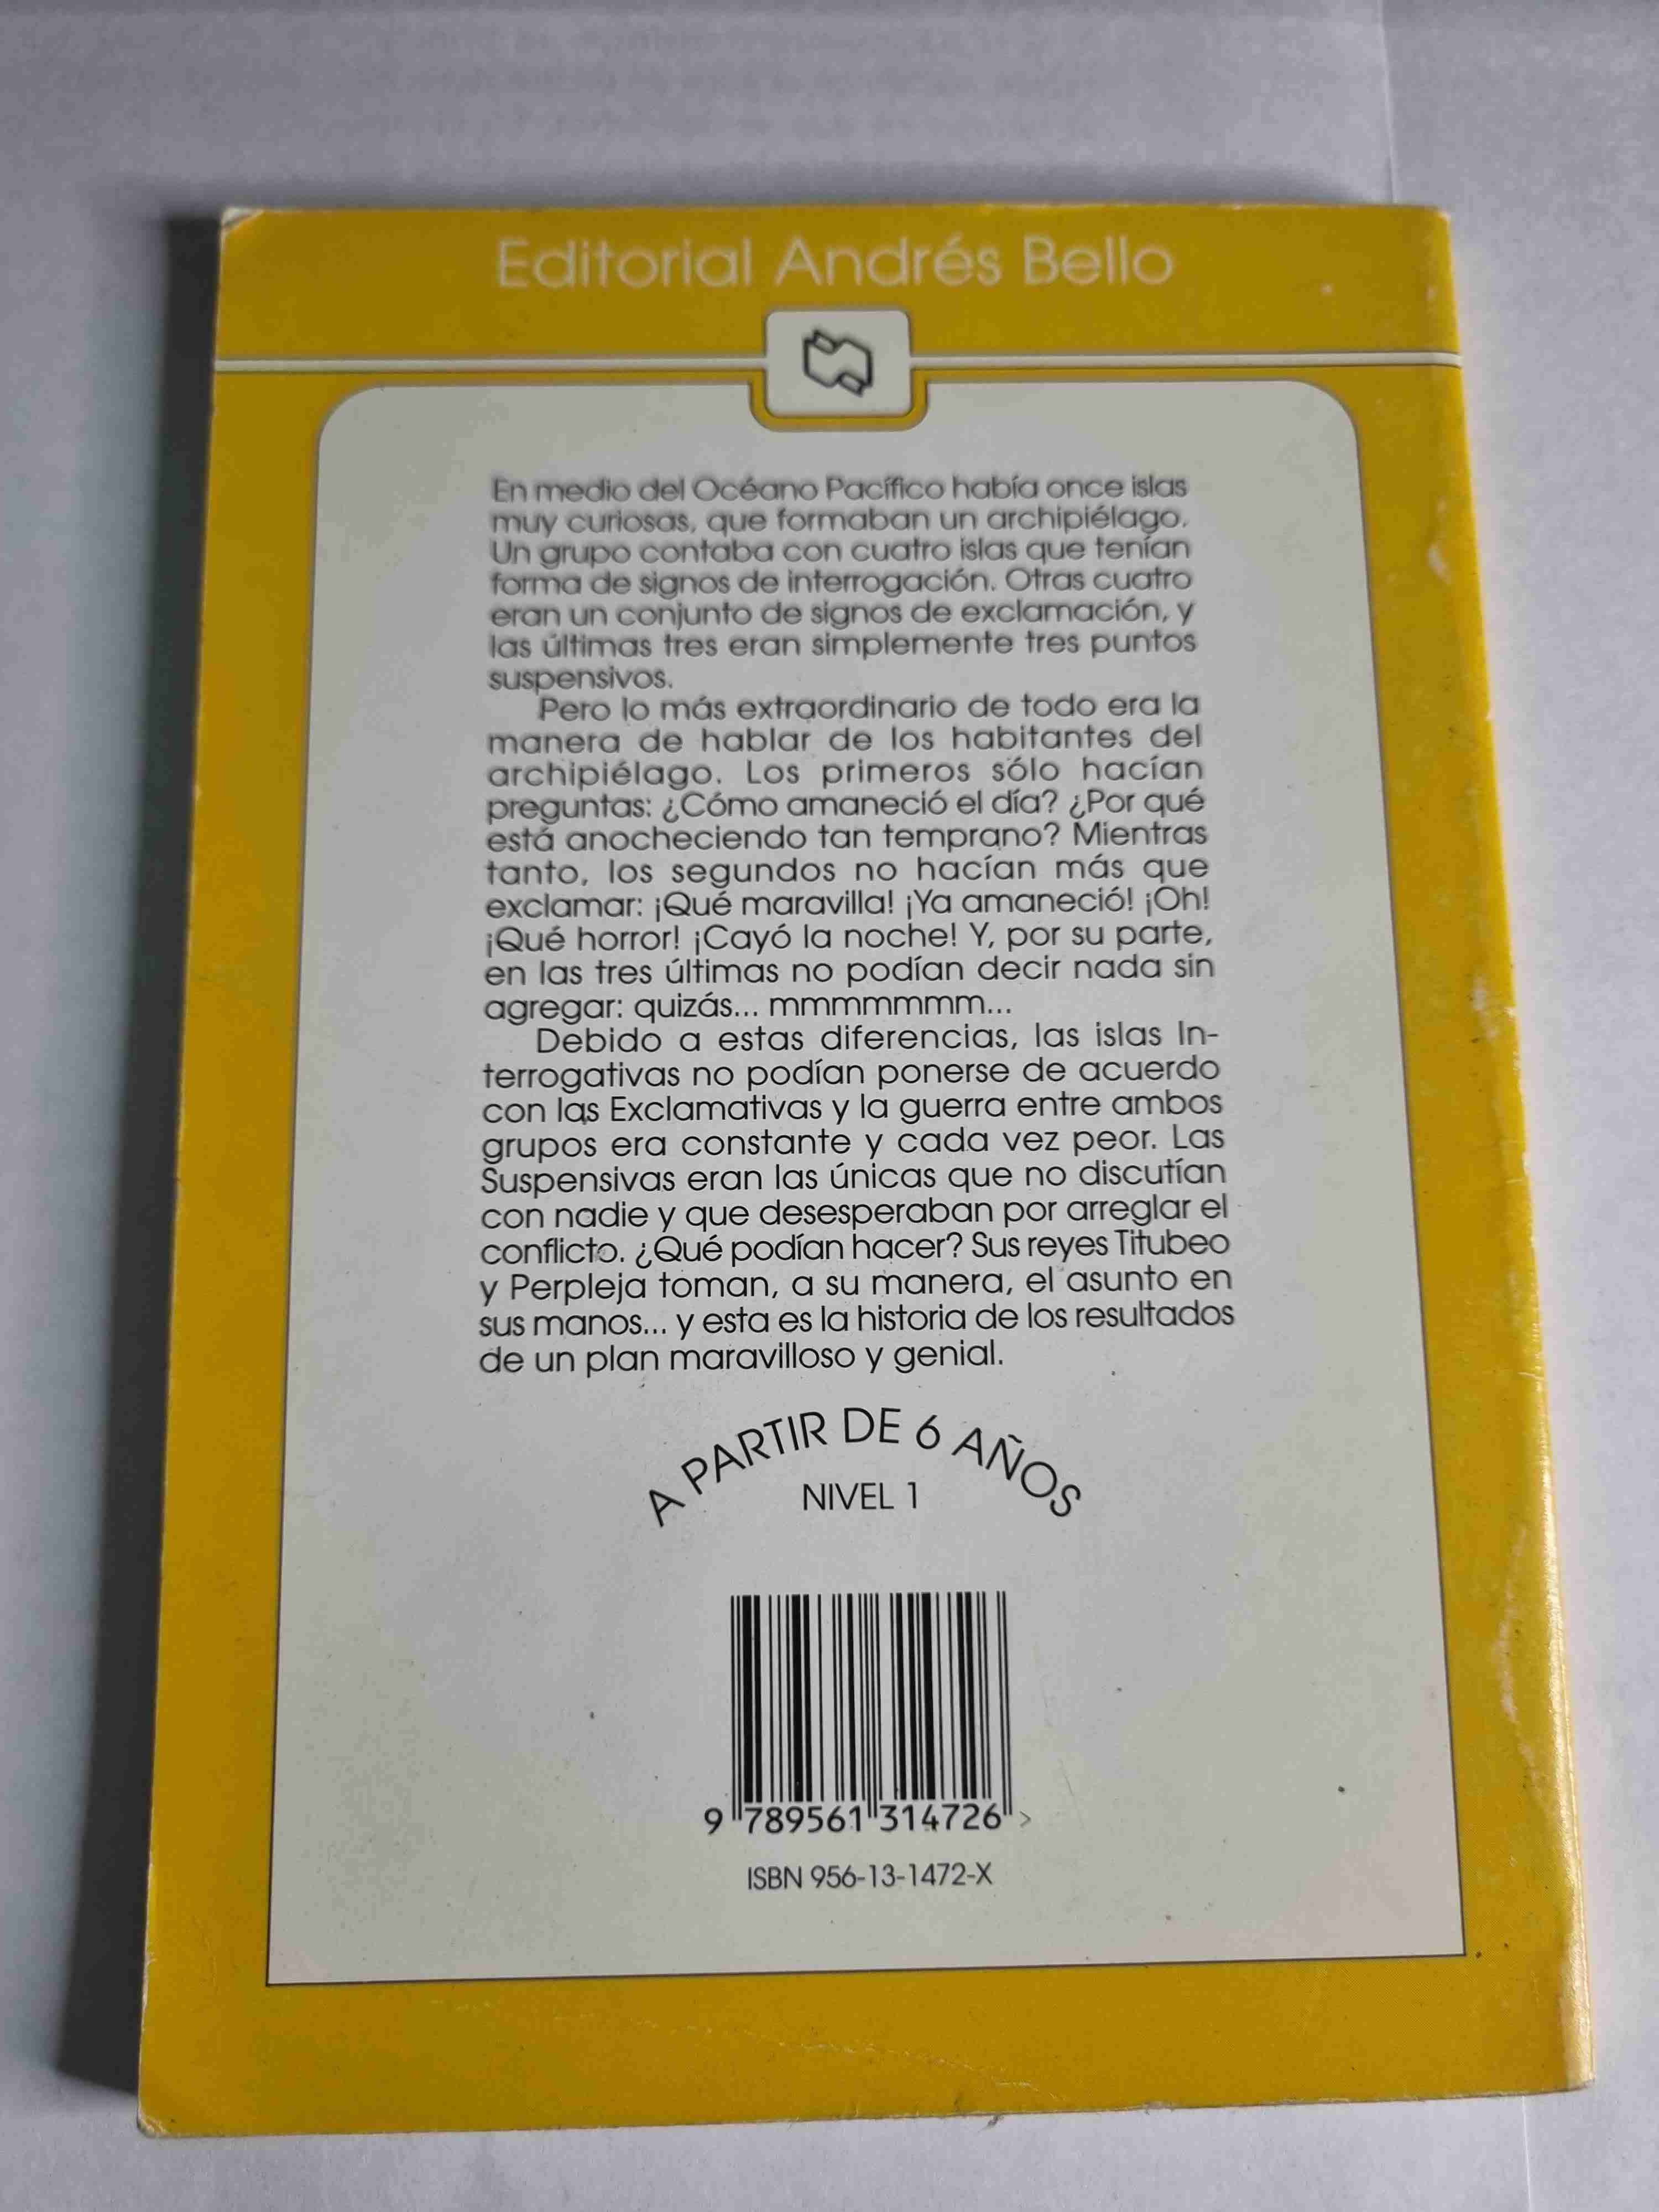 Editorial Andrés Bello
En medio del Océano Pacífico había once islas
muy curiosas, que formaban un archipiélago.
Un grupo contaba con cuatro islas que tenían
forma de signos de interrogación. Otras cuatro
eran un conjunto de signos de exclamación, y
las últimas tres eran simplemente tres puntos
suspensivos.
Pero lo más extraordinario de todo era la
manera de hablar de los habitantes del
archipiélago. Los primeros sólo hacían
preguntas: ¿Cómo amaneció el día? ¿Por qué
está anocheciendo tan temprano? Mientras
tanto, los segundos no hacían más que
exclamar: ¡Qué maravilla! ¡Ya amaneció! ¡Oh!
¡Qué horror! ¡Cayó la noche! Y, por su parte,
en las tres últimas no podían decir nada sin
agregar: quizás... mmmmmmm...
Debido a estas diferencias, las islas In-
terrogativas no podían ponerse de acuerdo
con las Exclamativas y la guerra entre ambos
grupos era constante y cada vez peor. Las
Suspensivas eran las únicas que no discutían
con nadie y que desesperaban por arreglar el
conflicto. ¿Qué podían hacer? Sus reyes Titubeo
y Perpleja toman, a su manera, el asunto en
sus manos... y esta es la historia de los resultados
de un plan maravilloso y genial.
A PARTIR DE 6 AÑOS
NIVEL 1
9 789561 314726 >
ISBN 956-13-1472-X